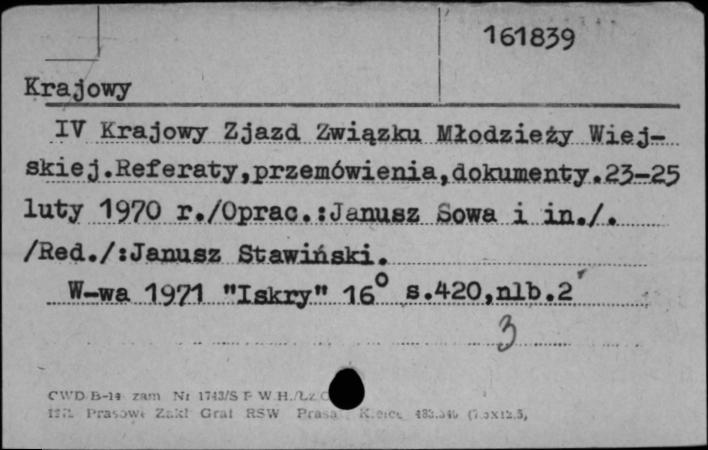 161839
Krajowy
IV Krajowy Zjazd Związku Młodzieży Wiej-
skiej.Referaty,przemówienia,dokumenty.23-25
luty 1970 r./Oprac.:Janusz Sowa i in./.
/Red./:Janusz Stawiński.
W-wa 1971 "Iskry" 16° s.420,nlb.2
3
CWD B-14 zam Nr 1743/S P W.H./Łz
Prasowe Zakł Graf RSW Prasa